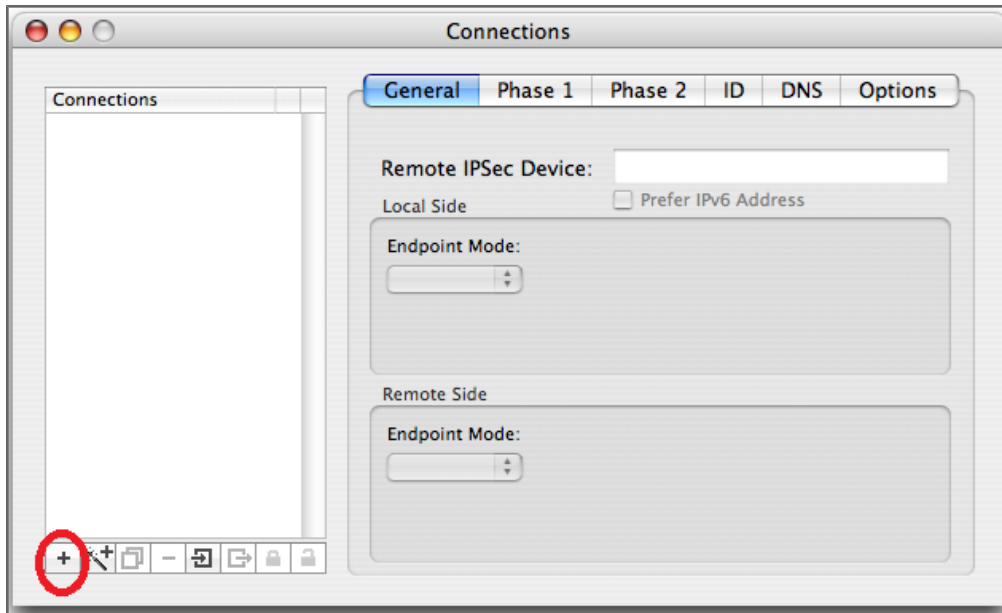 Connections
Connections
General Phase 1 Phase 2 ID DNS Options
Remote IPSec Device:
Prefer IPv6 Address
Local Side
Endpoint Mode:
Remote Side
Endpoint Mode: